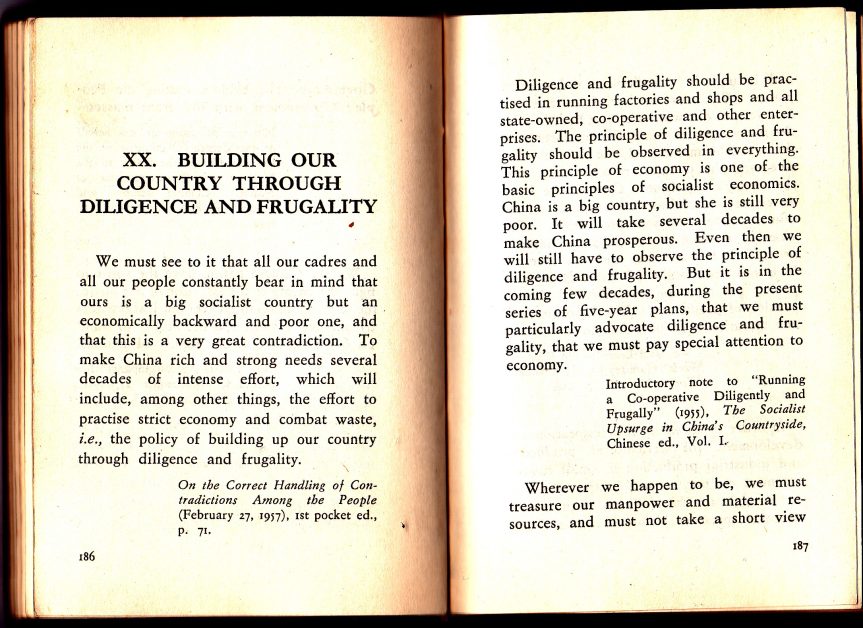 XX. BUILDING OUR
COUNTRY THROUGH
DILIGENCE AND FRUGALITY
We must see to it that all our cadres and
all our people constantly bear in mind that
ours is a big socialist country but an
economically backward and poor one, and
that this is a very great contradiction. To
make China rich and strong needs several
decades of intense effort, which will
include, among other things, the effort to
practise strict economy and combat waste,
i.e., the policy of building up our country
through diligence and frugality.
On the Correct Handling of Con-
tradictions Among the People
(February 27, 1957), 1st pocket ed.,
p. 71.
186
Diligence and frugality should be prac-
tised in running factories and shops and all
state-owned, co-operative and other enter-
prises. The principle of diligence and fru-
gality should be observed in everything.
This principle of economy is one of the
basic principles of socialist economics.
China is a big country, but she is still very
poor. It will take several decades to
make China prosperous. Even then we
will still have to observe the principle of
diligence and frugality. But it is in the
coming few decades, during the present
series of five-year plans, that we must
particularly advocate diligence and fru-
gality, that we must pay special attention to
economy.
Introductory note to "Running
a Co-operative Diligently and
Frugally" (1955), The Socialist
Upsurge in China's Countryside,
Chinese ed., Vol. I.
Wherever we happen to be, we must
treasure our manpower and material re-
sources, and must not take a short view
187